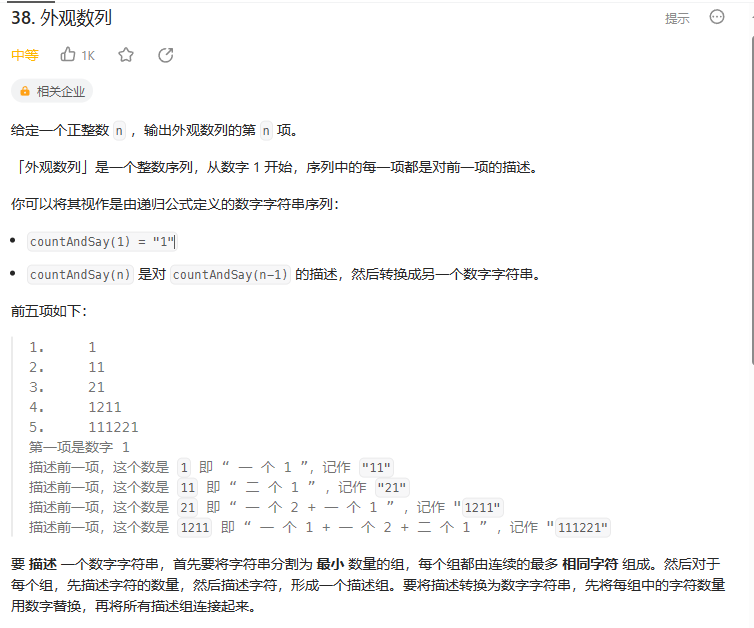 38. 外观数列
提示
中等 1K
相关企业
给定一个正整数 n ，输出外观数列的第 n 项。
「外观数列」是一个整数序列，从数字 1 开始，序列中的每一项都是对前一项的描述。
你可以将其视作是由递归公式定义的数字字符串序列：
• countAndSay(1) = "1"
• countAndSay(n) 是对 countAndSay(n-1) 的描述，然后转换成另一个数字字符串。
前五项如下：
1. 1
2. 11
3. 21
4. 1211
5. 111221
第一项是数字 1
描述前一项，这个数是 1 即 “ 一 个 1 ”，记作 "11"
描述前一项，这个数是 11 即 “ 二 个 1 ” ，记作 "21"
描述前一项，这个数是 21 即 “ 一 个 2 + 一 个 1 ” ，记作 "1211"
描述前一项，这个数是 1211 即 “ 一 个 1 + 一 个 2 + 二 个 1 ” ，记作 "111221"
要 描述 一个数字字符串，首先要将字符串分割为 最小 数量的组，每个组都由连续的最多 相同字符 组成。然后对于
每个组，先描述字符的数量，然后描述字符，形成一个描述组。要将描述转换为数字字符串，先将每组中的字符数量
用数字替换，再将所有描述组连接起来。